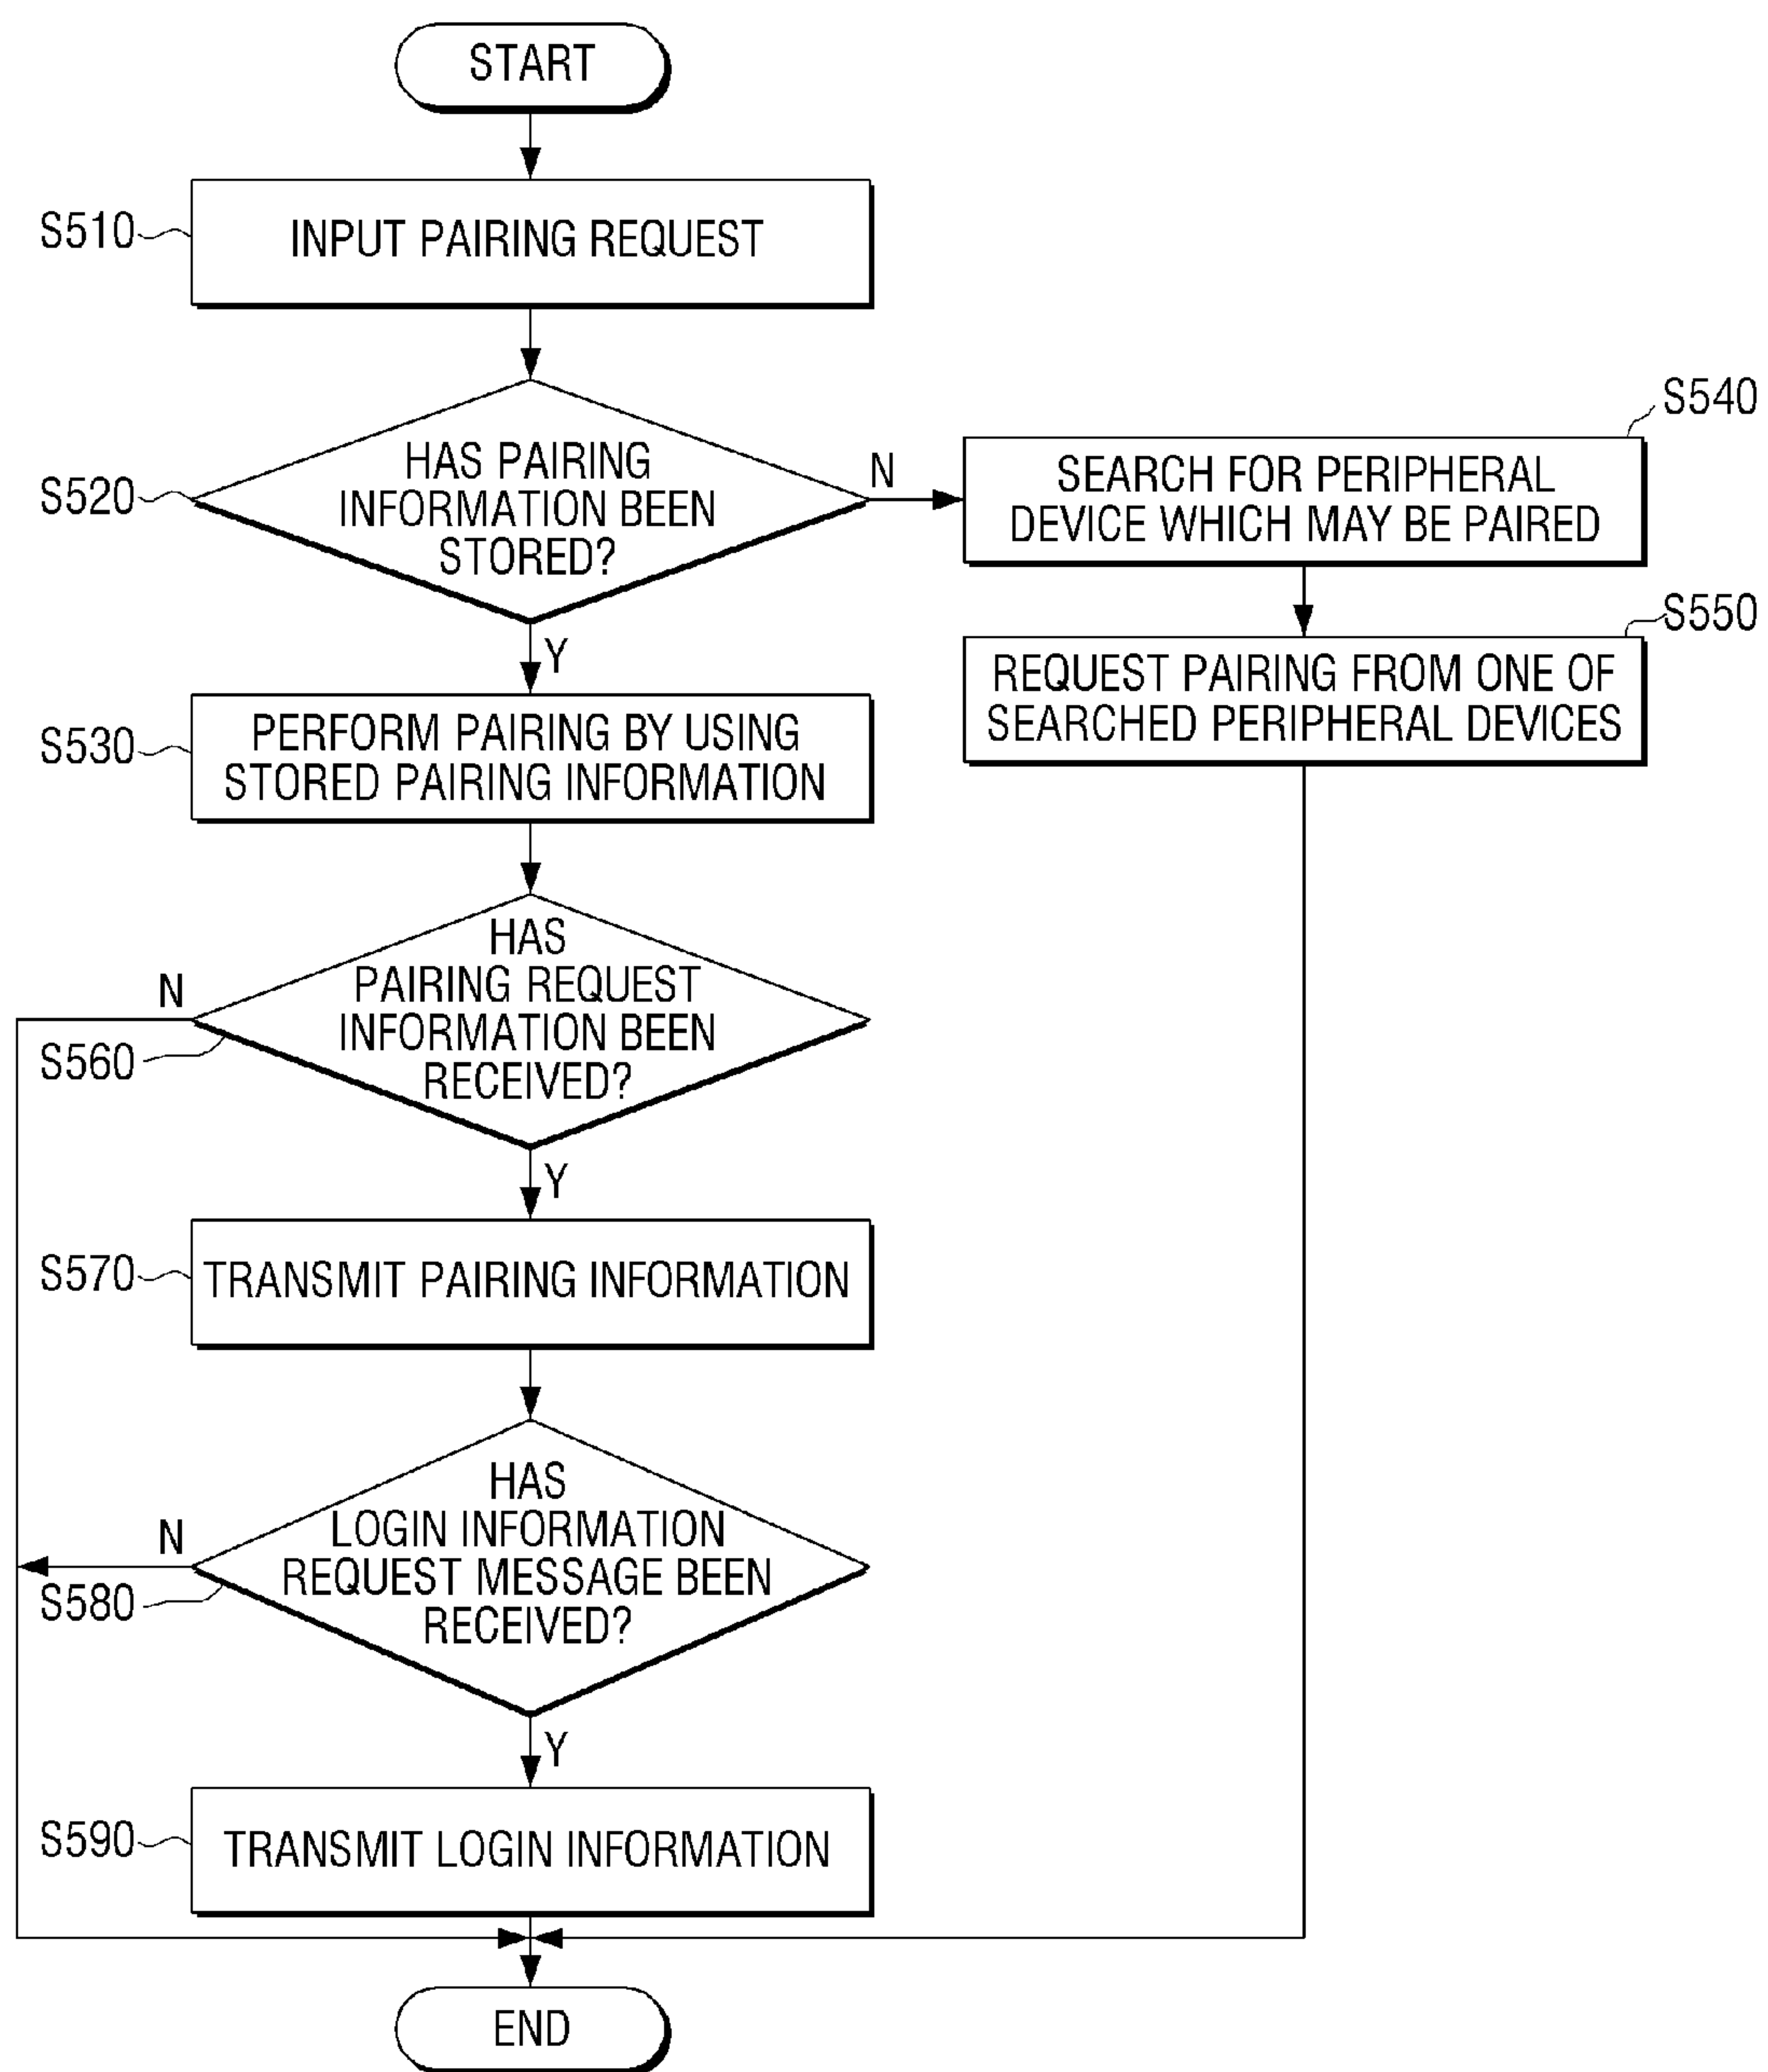 START
S510
INPUT PAIRING REQUEST
S520
HAS PAIRING
INFORMATION BEEN
STORED?
N
Y
S540
SEARCH FOR PERIPHERAL
DEVICE WHICH MAY BE PAIRED
S550
REQUEST PAIRING FROM ONE OF
SEARCHED PERIPHERAL DEVICES
S530
PERFORM PAIRING BY USING
STORED PAIRING INFORMATION
HAS
PAIRING REQUEST
INFORMATION BEEN
RECEIVED?
N
S560
Y
S570
TRANSMIT PAIRING INFORMATION
HAS
LOGIN INFORMATION
REQUEST MESSAGE BEEN
RECEIVED?
N
S580
Y
S590
TRANSMIT LOGIN INFORMATION
END